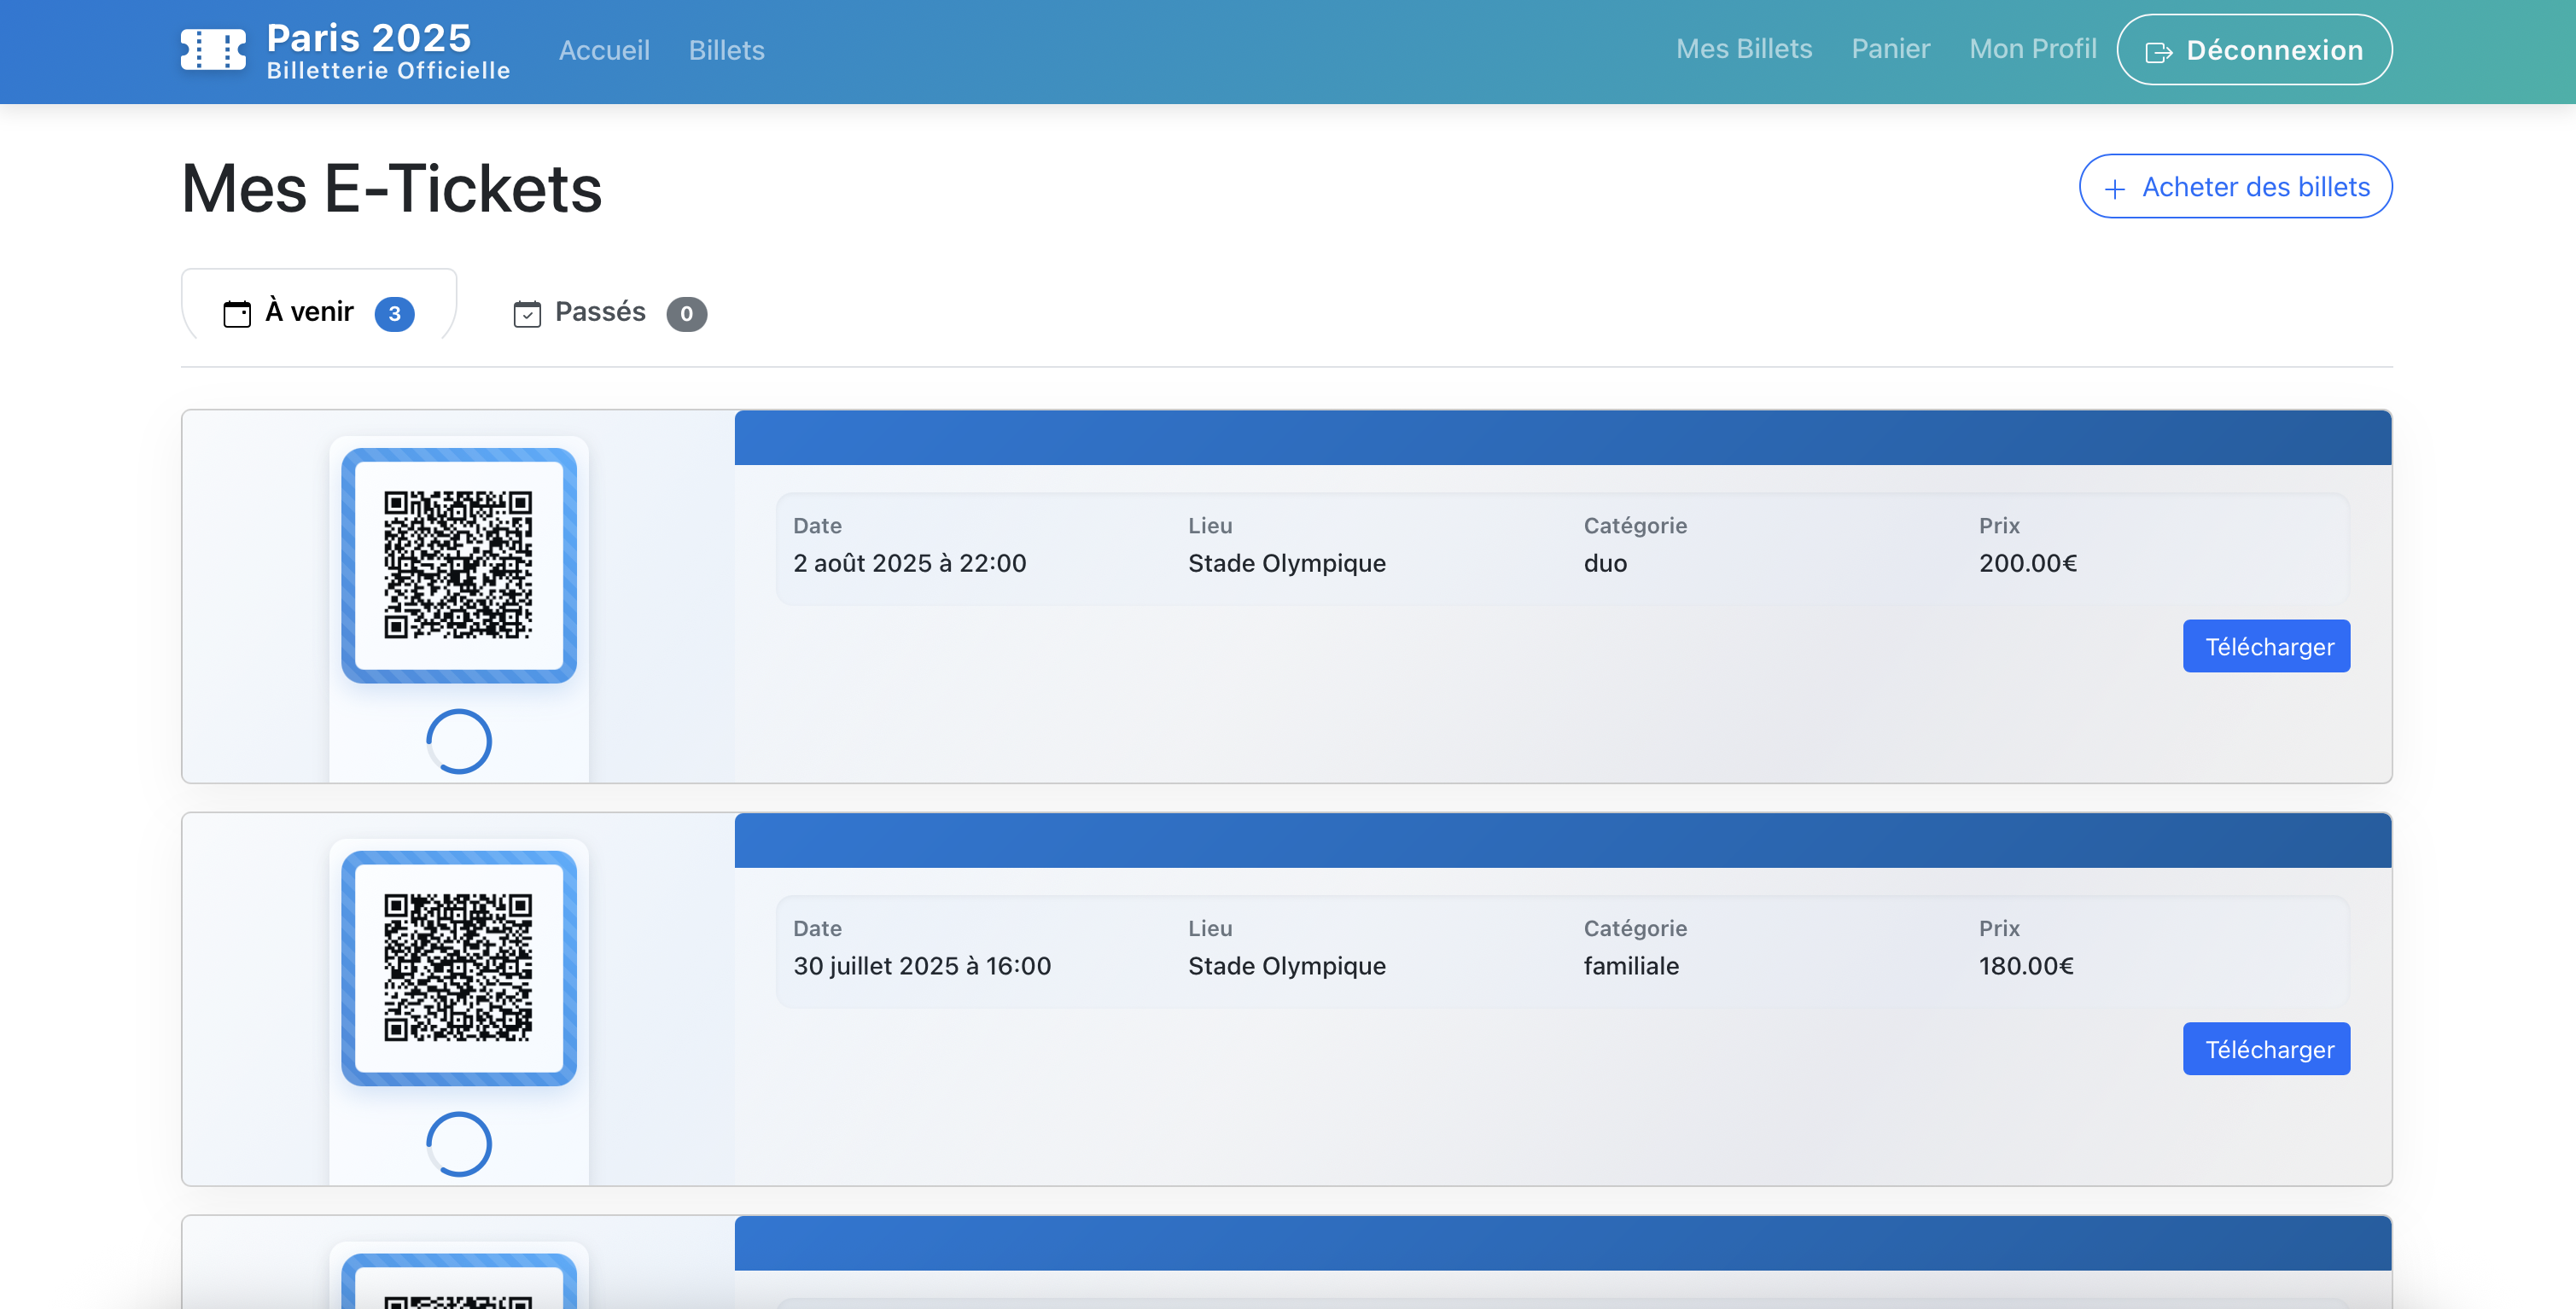 Paris 2025
Billetterie Officielle
Accueil
Billets
Mes Billets
Panier
Mon Profil
Déconnexion
Mes E-Tickets
+ Acheter des billets
À venir 3
Passés 0
Date
Lieu
Catégorie
Prix
2 août 2025 à 22:00
Stade Olympique
duo
200.00€
Télécharger
Date
Lieu
Catégorie
Prix
30 juillet 2025 à 16:00
Stade Olympique
familiale
180.00€
Télécharger